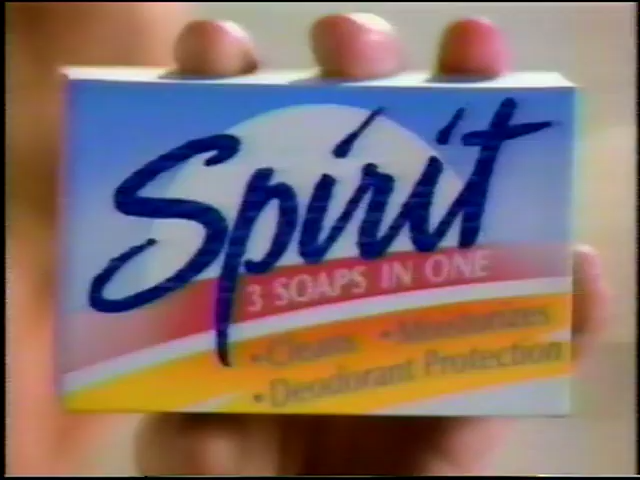 Spirit
3 SOAPS IN ONE
•Cleans •Moisturizes
•Deodorant Protection